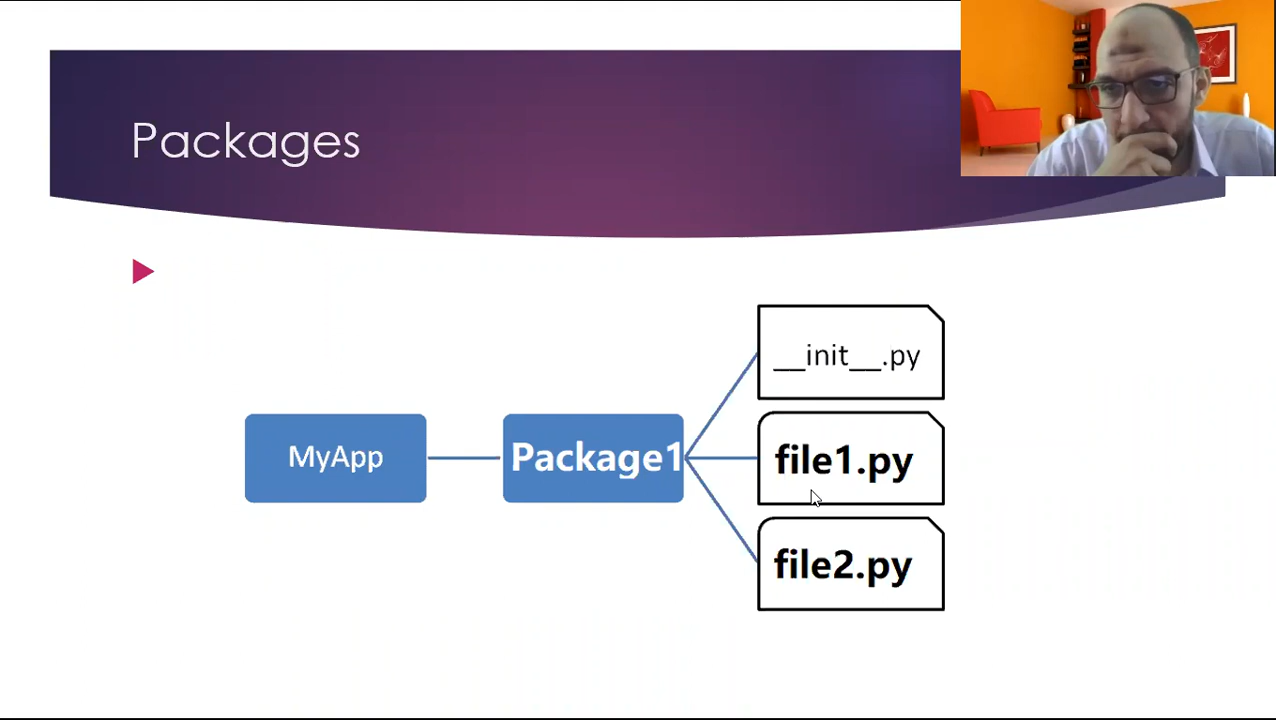 Packages
__init__.py
MyApp
Package1
file1.py
file2.py